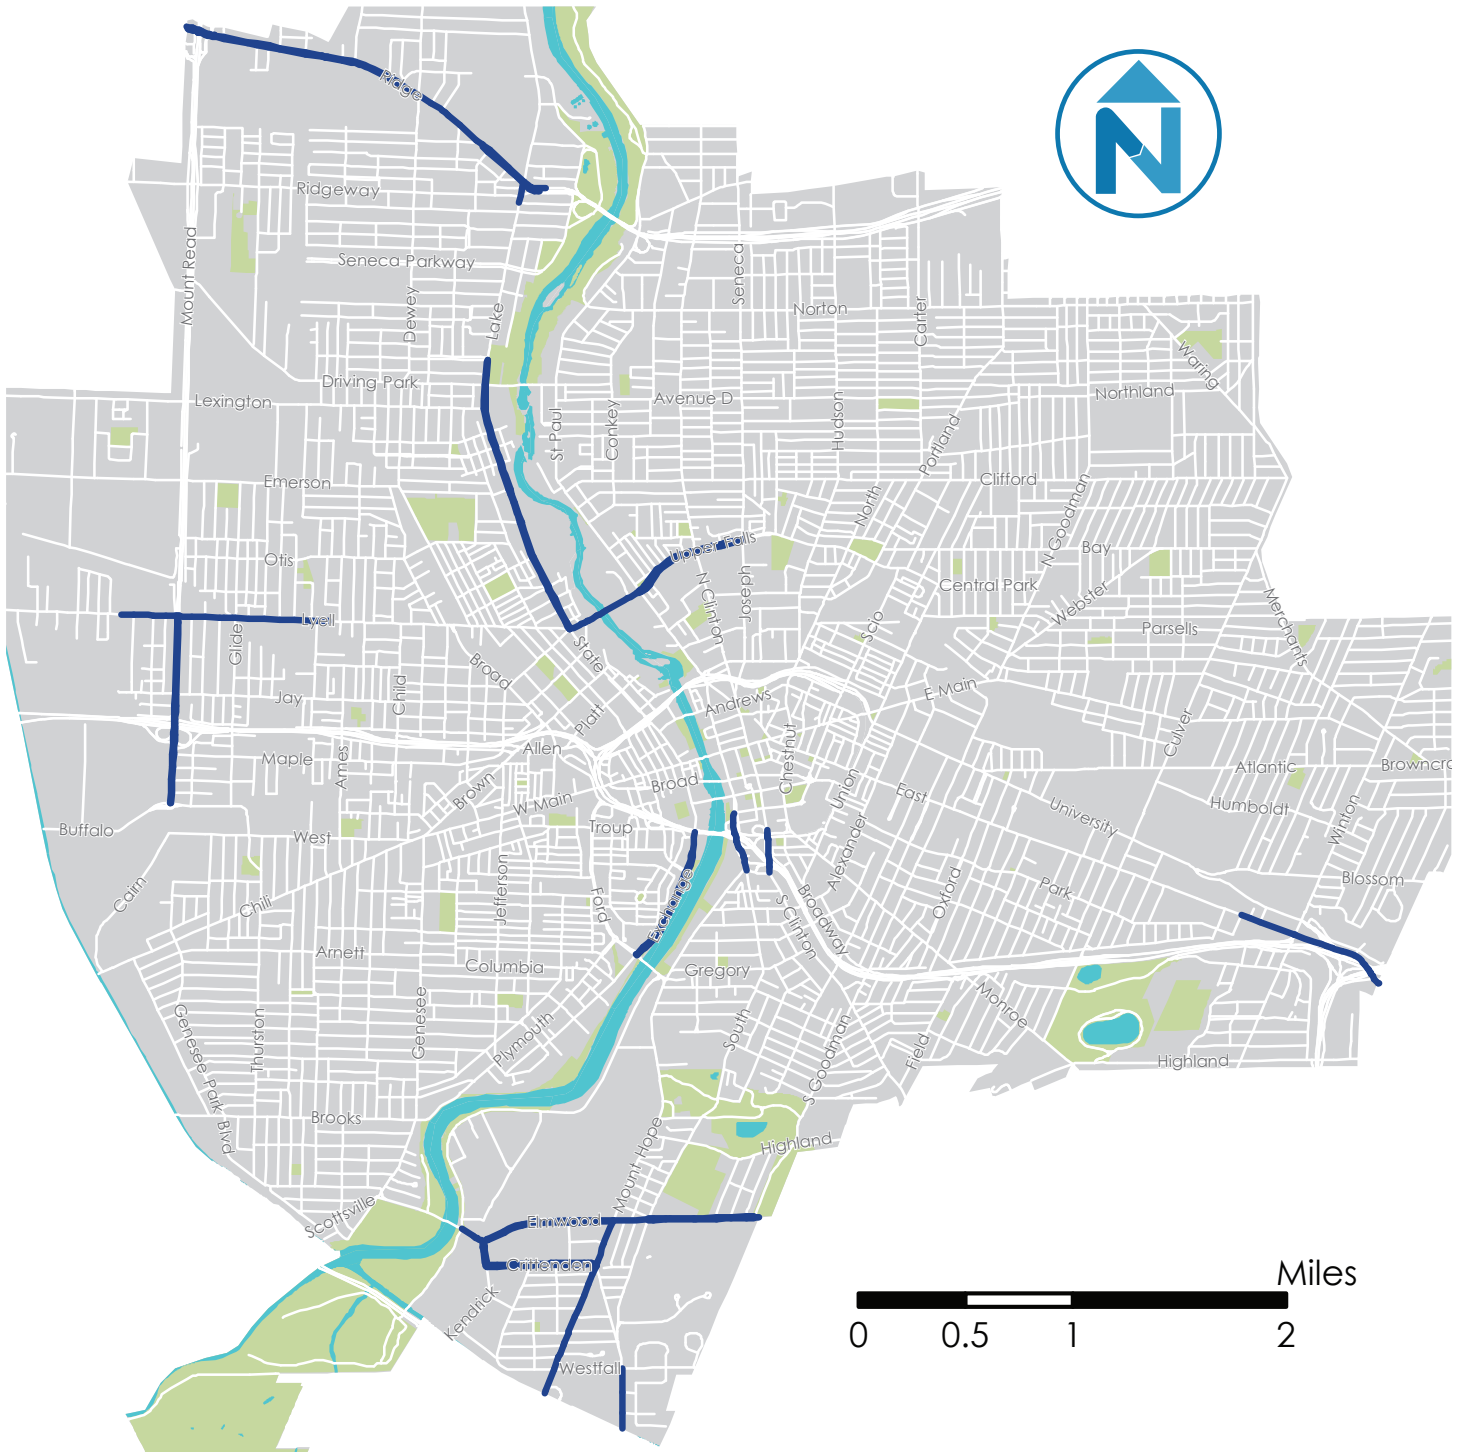 Ridge
Ridgeway
Mount Read
Seneca Parkway
Seneca
Dewey
Lake
Norton
Carter
Waring
Driving Park
Lexington
Avenue D
Northland
St Paul
Conkey
Hudson
Portland
Emerson
Clifford
North
N Goodman
Otis
Upper Falls
Bay
N Clinton
Joseph
Central Park
Webster
Merchants
Lyell
Glide
State
Scio
Parsells
Broad
Jay
Child
Platt
Andrews
E Main
Culver
Maple
Ames
Allen
Chestnut
Atlantic
Browncro
Brown
W Main
Broad
Union
East
University
Humboldt
Winton
Buffalo
West
Troup
Alexander
Cairn
Chili
Jefferson
Ford
Exchange
S Clinton
Broadway
Oxford
Park
Blossom
Arnett
Columbia
Gregory
Genesee Park Blvd
Thurston
Genesee
Plymouth
South
S Goodman
Field
Monroe
Highland
Brooks
Mount Hope
Highland
Scottsville
Elmwood
Crittenden
Kendrick
Westfall
N
Miles
0 0.5 1 2